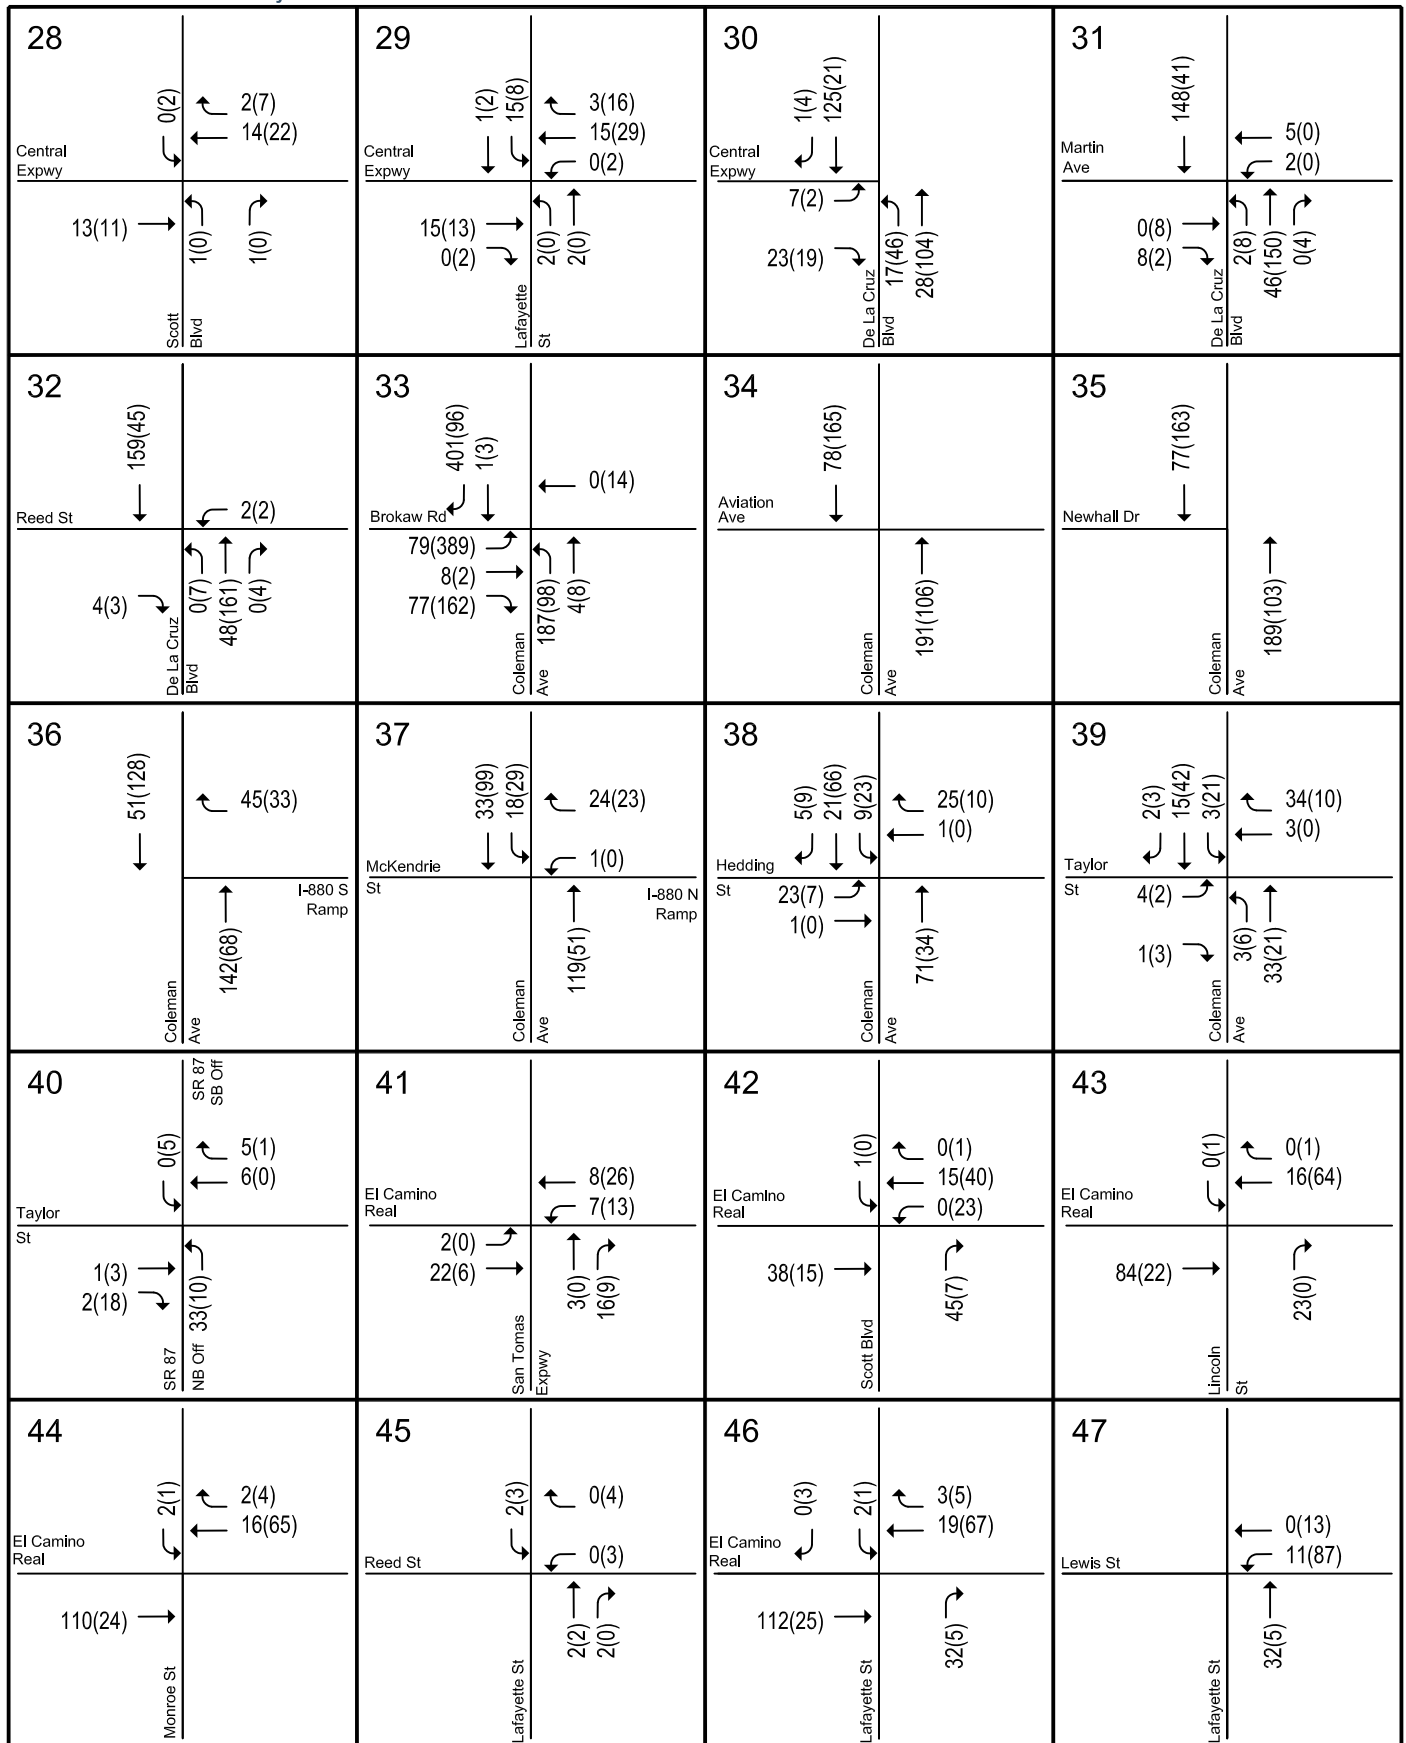 28
0(2)
2(7)
14(22)
Central
Expwy
13(11)
1(0)
1(0)
Scott
Blvd
29
1(2)
15(8)
3(16)
15(29)
0(2)
Central
Expwy
15(13)
0(2)
2(0)
2(0)
Lafayette
St
30
1(4)
125(21)
Central
Expwy
7(2)
23(19)
17(46)
28(104)
De La Cruz
Blvd
31
148(41)
5(0)
2(0)
Martin
Ave
0(8)
8(2)
2(8)
46(150)
0(4)
De La Cruz
Blvd
32
159(45)
2(2)
Reed St
4(3)
0(7)
48(161)
0(4)
De La Cruz
Blvd
33
401(96)
1(3)
0(14)
Brokaw Rd
79(389)
8(2)
77(162)
187(98)
4(8)
Coleman
Ave
34
78(165)
Aviation
Ave
191(106)
Coleman
Ave
35
77(163)
Newhall Dr
189(103)
Coleman
Ave
36
51(128)
45(33)
I-880 S
Ramp
142(68)
Coleman
Ave
37
33(99)
18(29)
24(23)
1(0)
McKendrie
St
I-880 N
Ramp
119(51)
Coleman
Ave
38
5(9)
21(66)
9(23)
25(10)
1(0)
Hedding
St
23(7)
1(0)
71(34)
Coleman
Ave
39
2(3)
15(42)
3(21)
34(10)
3(0)
Taylor
St
4(2)
1(3)
3(6)
33(21)
Coleman
Ave
40
SR 87
SB Off
0(5)
5(1)
6(0)
Taylor
St
1(3)
2(18)
33(10)
SR 87
NB Off
41
8(26)
7(13)
El Camino
Real
2(0)
22(6)
3(0)
16(9)
San Tomas
Expwy
42
1(0)
0(1)
15(40)
0(23)
El Camino
Real
38(15)
45(7)
Scott Blvd
43
0(1)
0(1)
16(64)
El Camino
Real
84(22)
23(0)
Lincoln
St
44
2(1)
2(4)
16(65)
El Camino
Real
110(24)
Monroe St
45
2(3)
0(4)
0(3)
Reed St
2(2)
2(0)
Lafayette St
46
0(3)
2(1)
3(5)
19(67)
El Camino
Real
112(25)
32(5)
Lafayette St
47
0(13)
11(87)
Lewis St
32(5)
Lafayette St